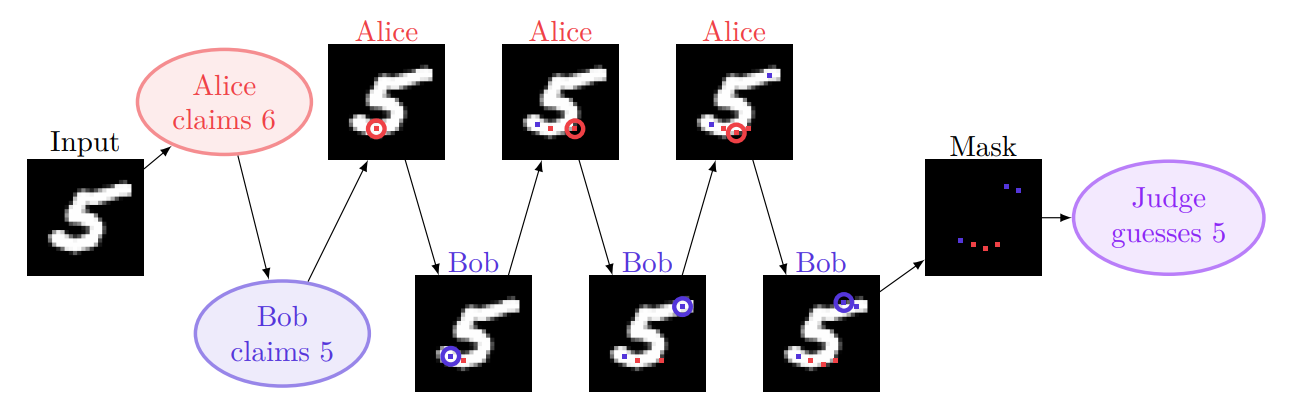 Input
Alice
claims 6
Bob
claims 5
Alice
Bob
Alice
Bob
Alice
Bob
Mask
Judge
guesses 5